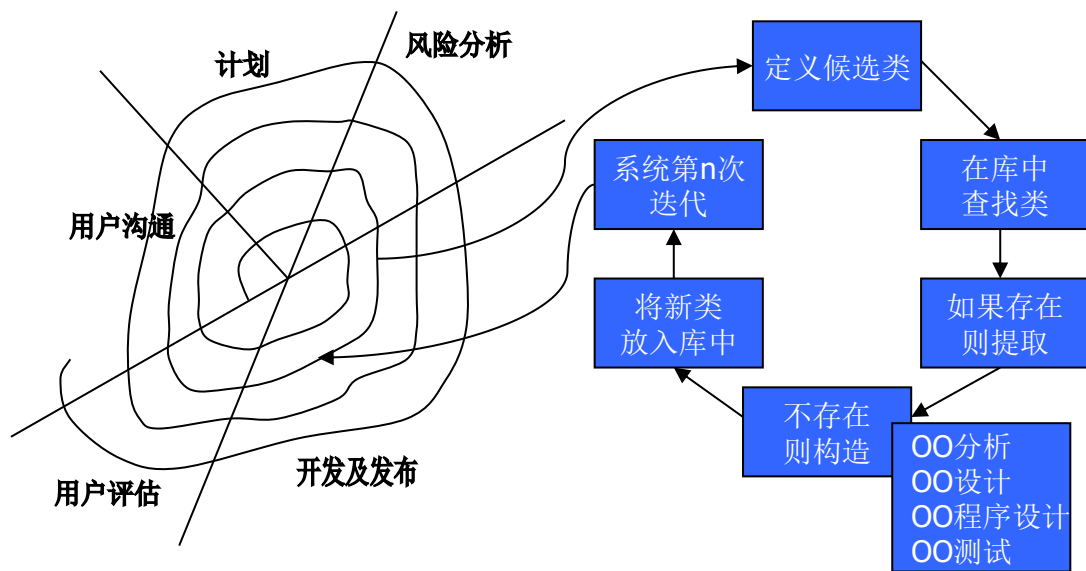 风险分析
计划
用户沟通
用户评估
开发及发布
定义候选类
在库中
查找类
如果存在
则提取
不存在
则构造
OO分析
OO设计
OO程序设计
OO测试
将新类
放入库中
系统第n次
迭代